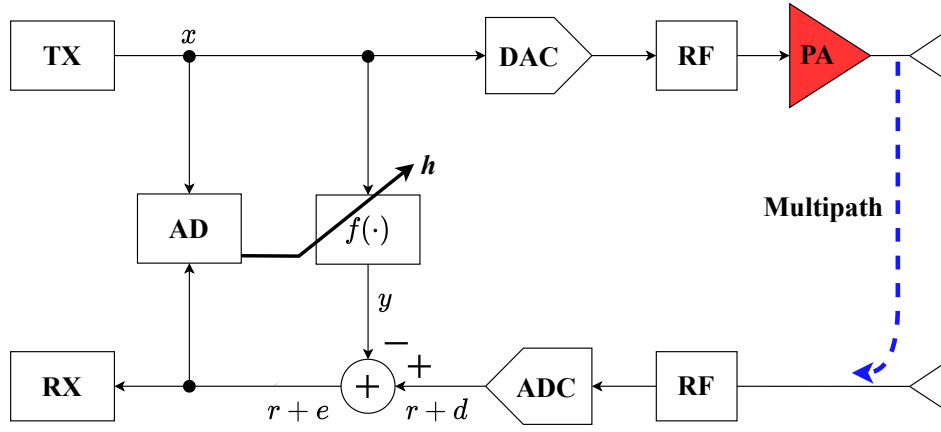 x
TX
DAC
RF
PA
h
Multipath
AD
f(·)
y
−
+
RX
+
ADC
RF
r + e
r + d